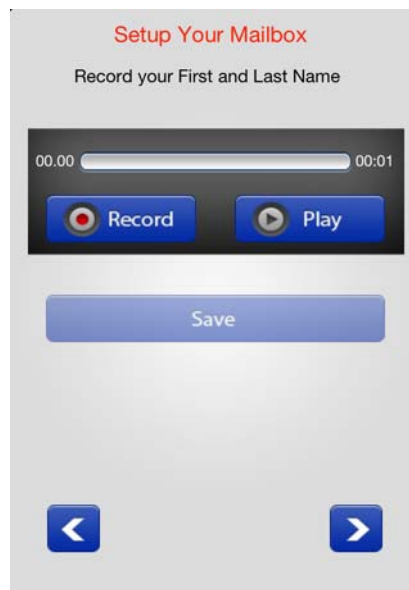 Setup Your Mailbox
Record your First and Last Name
00.00 00:01
Record Play
Save